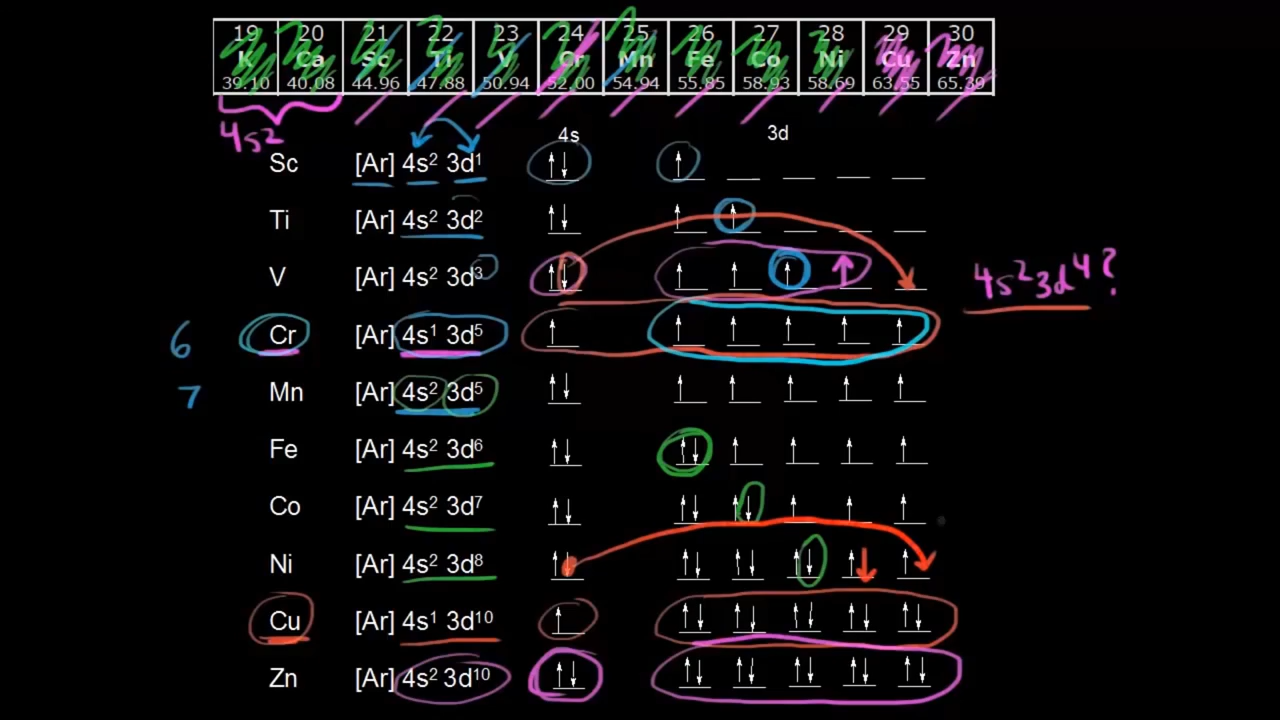 19 20 21 22 23 24 25 26 27 28 29 30
K Ca Sc Ti V Cr Mn Fe Co Ni Cu Zn
39.10 40.08 44.96 47.88 50.94 52.00 54.94 55.85 58.93 58.69 63.55 65.39
4s²
4s 3d
Sc [Ar] 4s² 3d¹
Ti [Ar] 4s² 3d²
V [Ar] 4s² 3d³
4s²3d⁴?
6 Cr [Ar] 4s¹ 3d⁵
7 Mn [Ar] 4s² 3d⁵
Fe [Ar] 4s² 3d⁶
Co [Ar] 4s² 3d⁷
Ni [Ar] 4s² 3d⁸
Cu [Ar] 4s¹ 3d¹⁰
Zn [Ar] 4s² 3d¹⁰